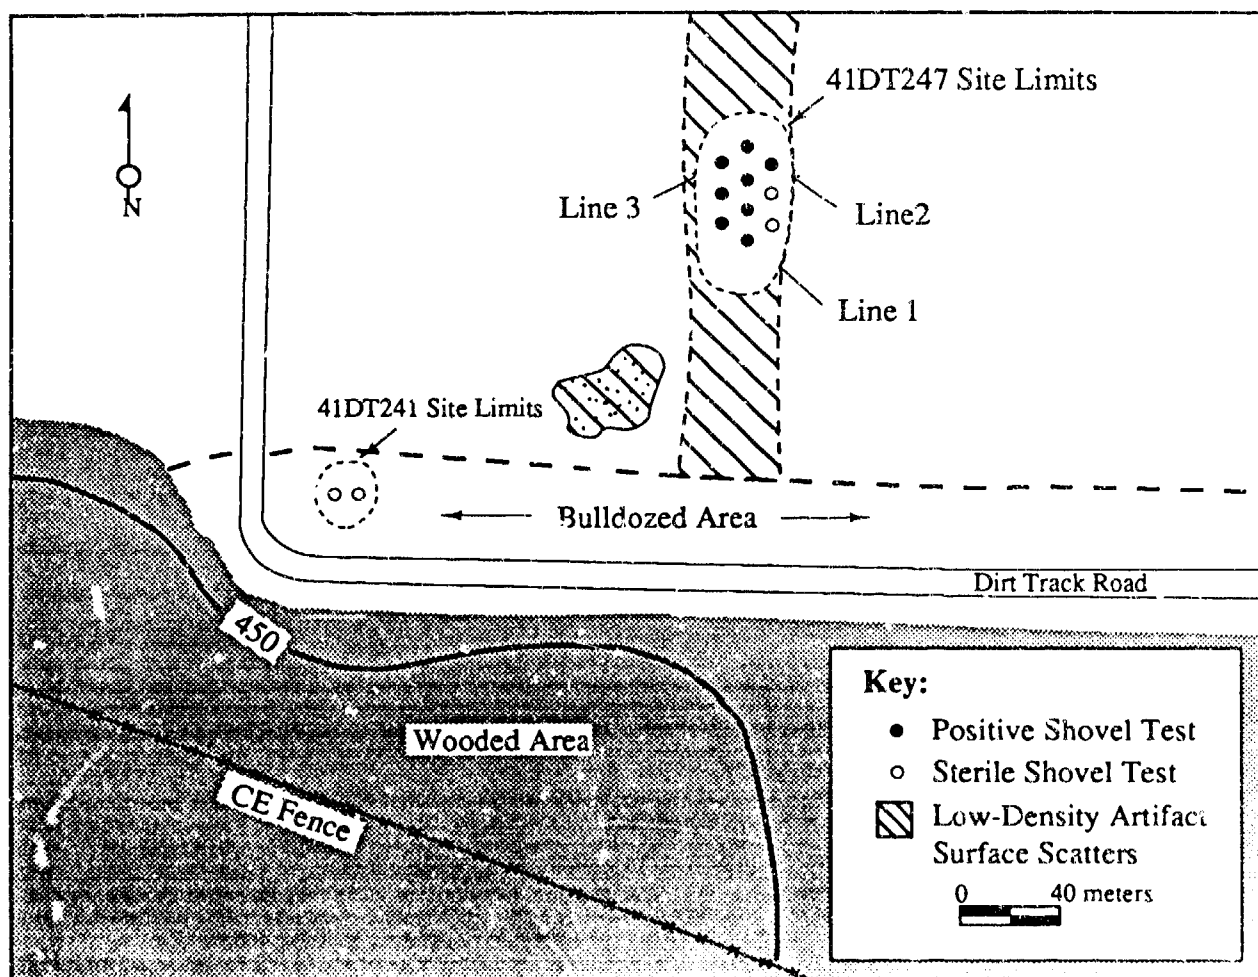 41DT247 Site Limits
N
Line 3
Line2
Line 1
41DT241 Site Limits
Bulldozed Area
Dirt Track Road
450
Wooded Area
CE Fence
Key:
Positive Shovel Test
Sterile Shovel Test
Low-Density Artifact
Surface Scatters
0 40 meters